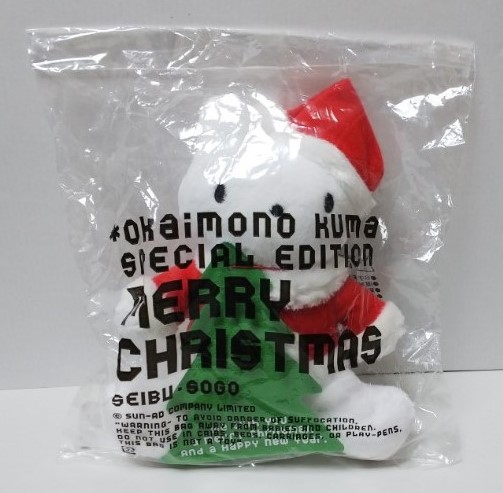 *OKaimono Kuma
SPECIAL EDITION
MERRY
CHRISTMAS
SEIBU・SOGO
© SUN-AD COMPANY LIMITED
"WARNING- TO AVOID DANGER OF SUFFOCATION,
KEEP THIS BAG AWAY FROM BABIES AND CHILDREN.
DO NOT USE IN CRIBS, BEDS, CARRIAGES, OR PLAY-PENS.
THIS BAG IS NOT A TOY."
and a Happy New Year!